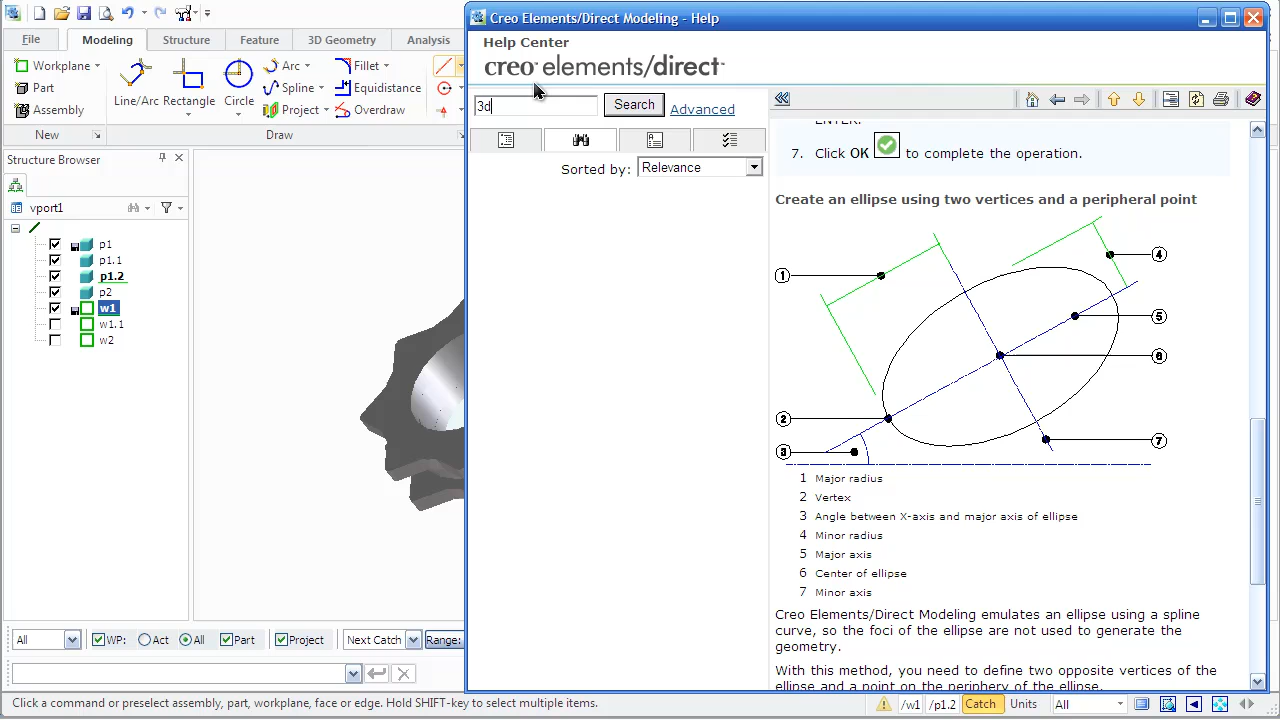 File
Modeling
Structure
Feature
3D Geometry
Analysis
Workplane
Part
Assembly
New
Line/Arc
Rectangle
Circle
Arc
Spline
Project
Fillet
Equidistance
Overdraw
Draw
Structure Browser
vport1
p1
p1.1
p1.2
p2
w1
w1.1
w2
All
WP:
Act
All
Part
Project
Next Catch
Range:
Click a command or preselect assembly, part, workplane, face or edge. Hold SHIFT-key to select multiple items.
/w1
/p1.2
Catch
Units
All
Creo Elements/Direct Modeling - Help
Help Center
creo elements/direct
3d
Search
Advanced
Sorted by:
Relevance
ENTER.
7. Click OK to complete the operation.
Create an ellipse using two vertices and a peripheral point
1
2
3
4
5
6
7
1 Major radius
2 Vertex
3 Angle between X-axis and major axis of ellipse
4 Minor radius
5 Major axis
6 Center of ellipse
7 Minor axis
Creo Elements/Direct Modeling emulates an ellipse using a spline
curve, so the foci of the ellipse are not used to generate the
geometry.
With this method, you need to define two opposite vertices of the
ellipse and a point on the periphery of the ellipse.